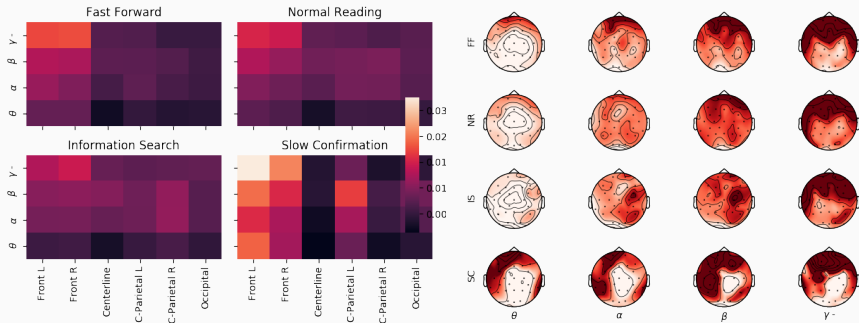 Fast Forward
Normal Reading
γ -
β
α
θ
0.03
0.02
0.01
0.00
Information Search
Slow Confirmation
γ -
β
α
θ
Front L
Front R
Centerline
C-Parietal L
C-Parietal R
Occipital
Front L
Front R
Centerline
C-Parietal L
C-Parietal R
Occipital
FF
NR
IS
SC
θ
α
β
γ -